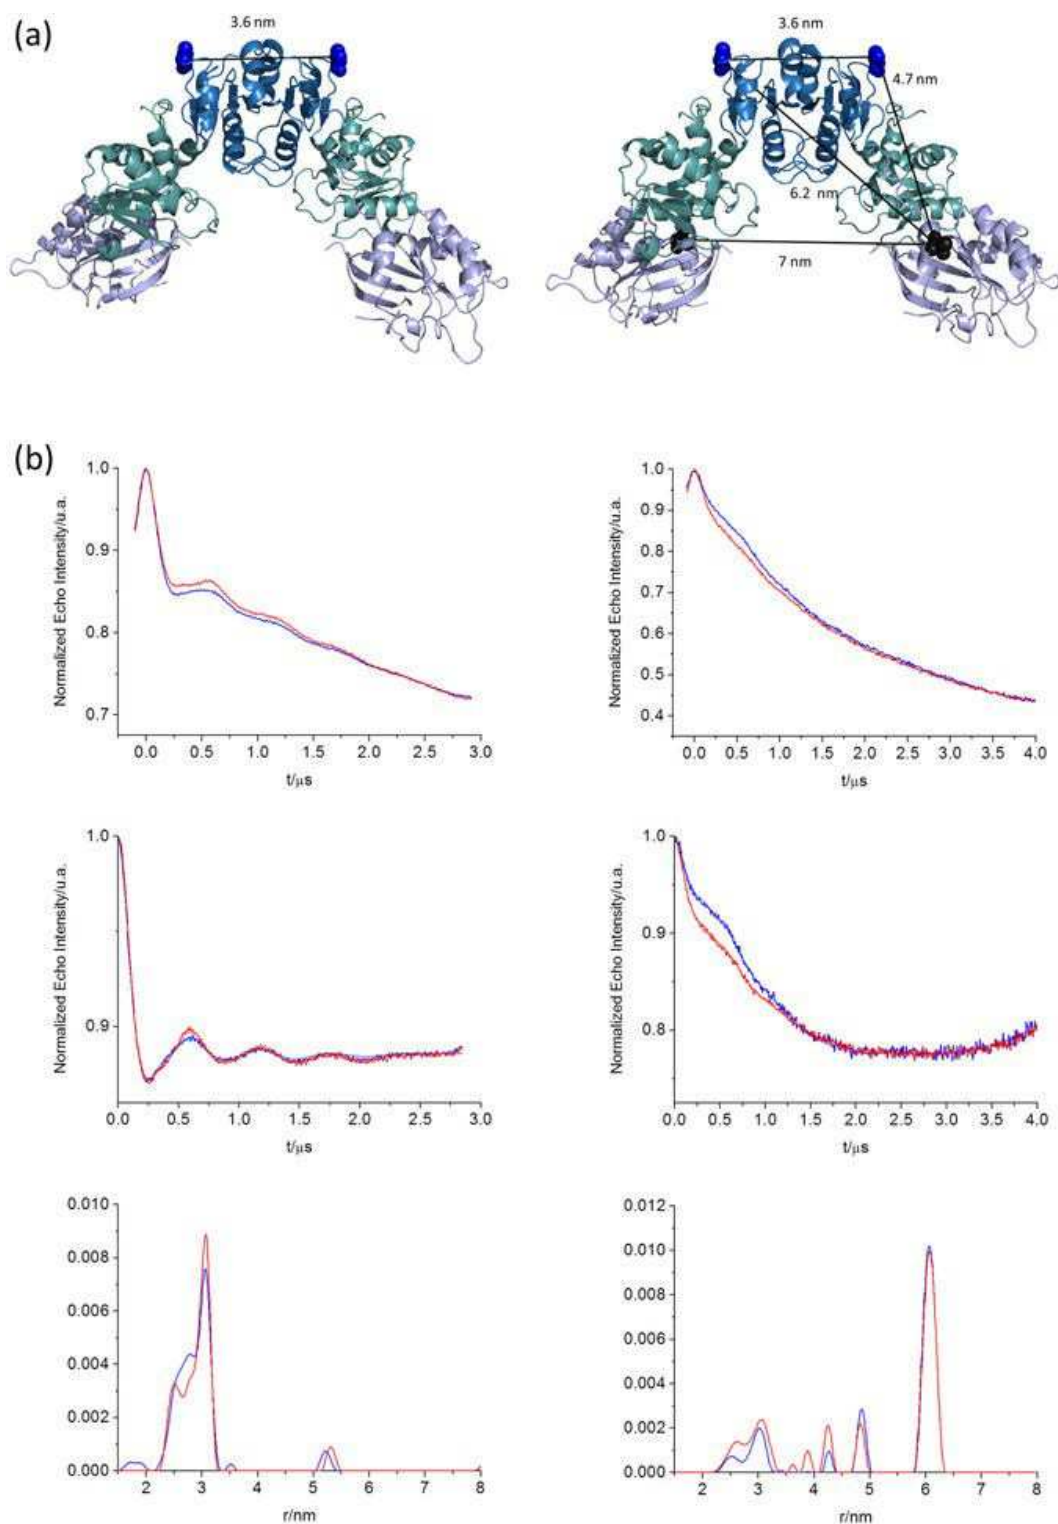 (a)
3.6 nm
3.6 nm
4.7 nm
6.2 nm
7 nm
(b)
Normalized Echo Intensity/u.a.
1.0
0.9
0.8
0.7
0.0 0.5 1.0 1.5 2.0 2.5 3.0
t/μs
Normalized Echo Intensity/u.a.
1.0
0.9
0.8
0.7
0.6
0.5
0.4
0.0 0.5 1.0 1.5 2.0 2.5 3.0 3.5 4.0
t/μs
Normalized Echo Intensity/u.a.
1.0
0.9
0.0 0.5 1.0 1.5 2.0 2.5 3.0
t/μs
Normalized Echo Intensity/u.a.
1.0
0.9
0.8
0.0 0.5 1.0 1.5 2.0 2.5 3.0 3.5 4.0
t/μs
0.010
0.008
0.006
0.004
0.002
0.000
2 3 4 5 6 7 8
r/nm
0.012
0.010
0.008
0.006
0.004
0.002
0.000
2 3 4 5 6 7 8
r/nm